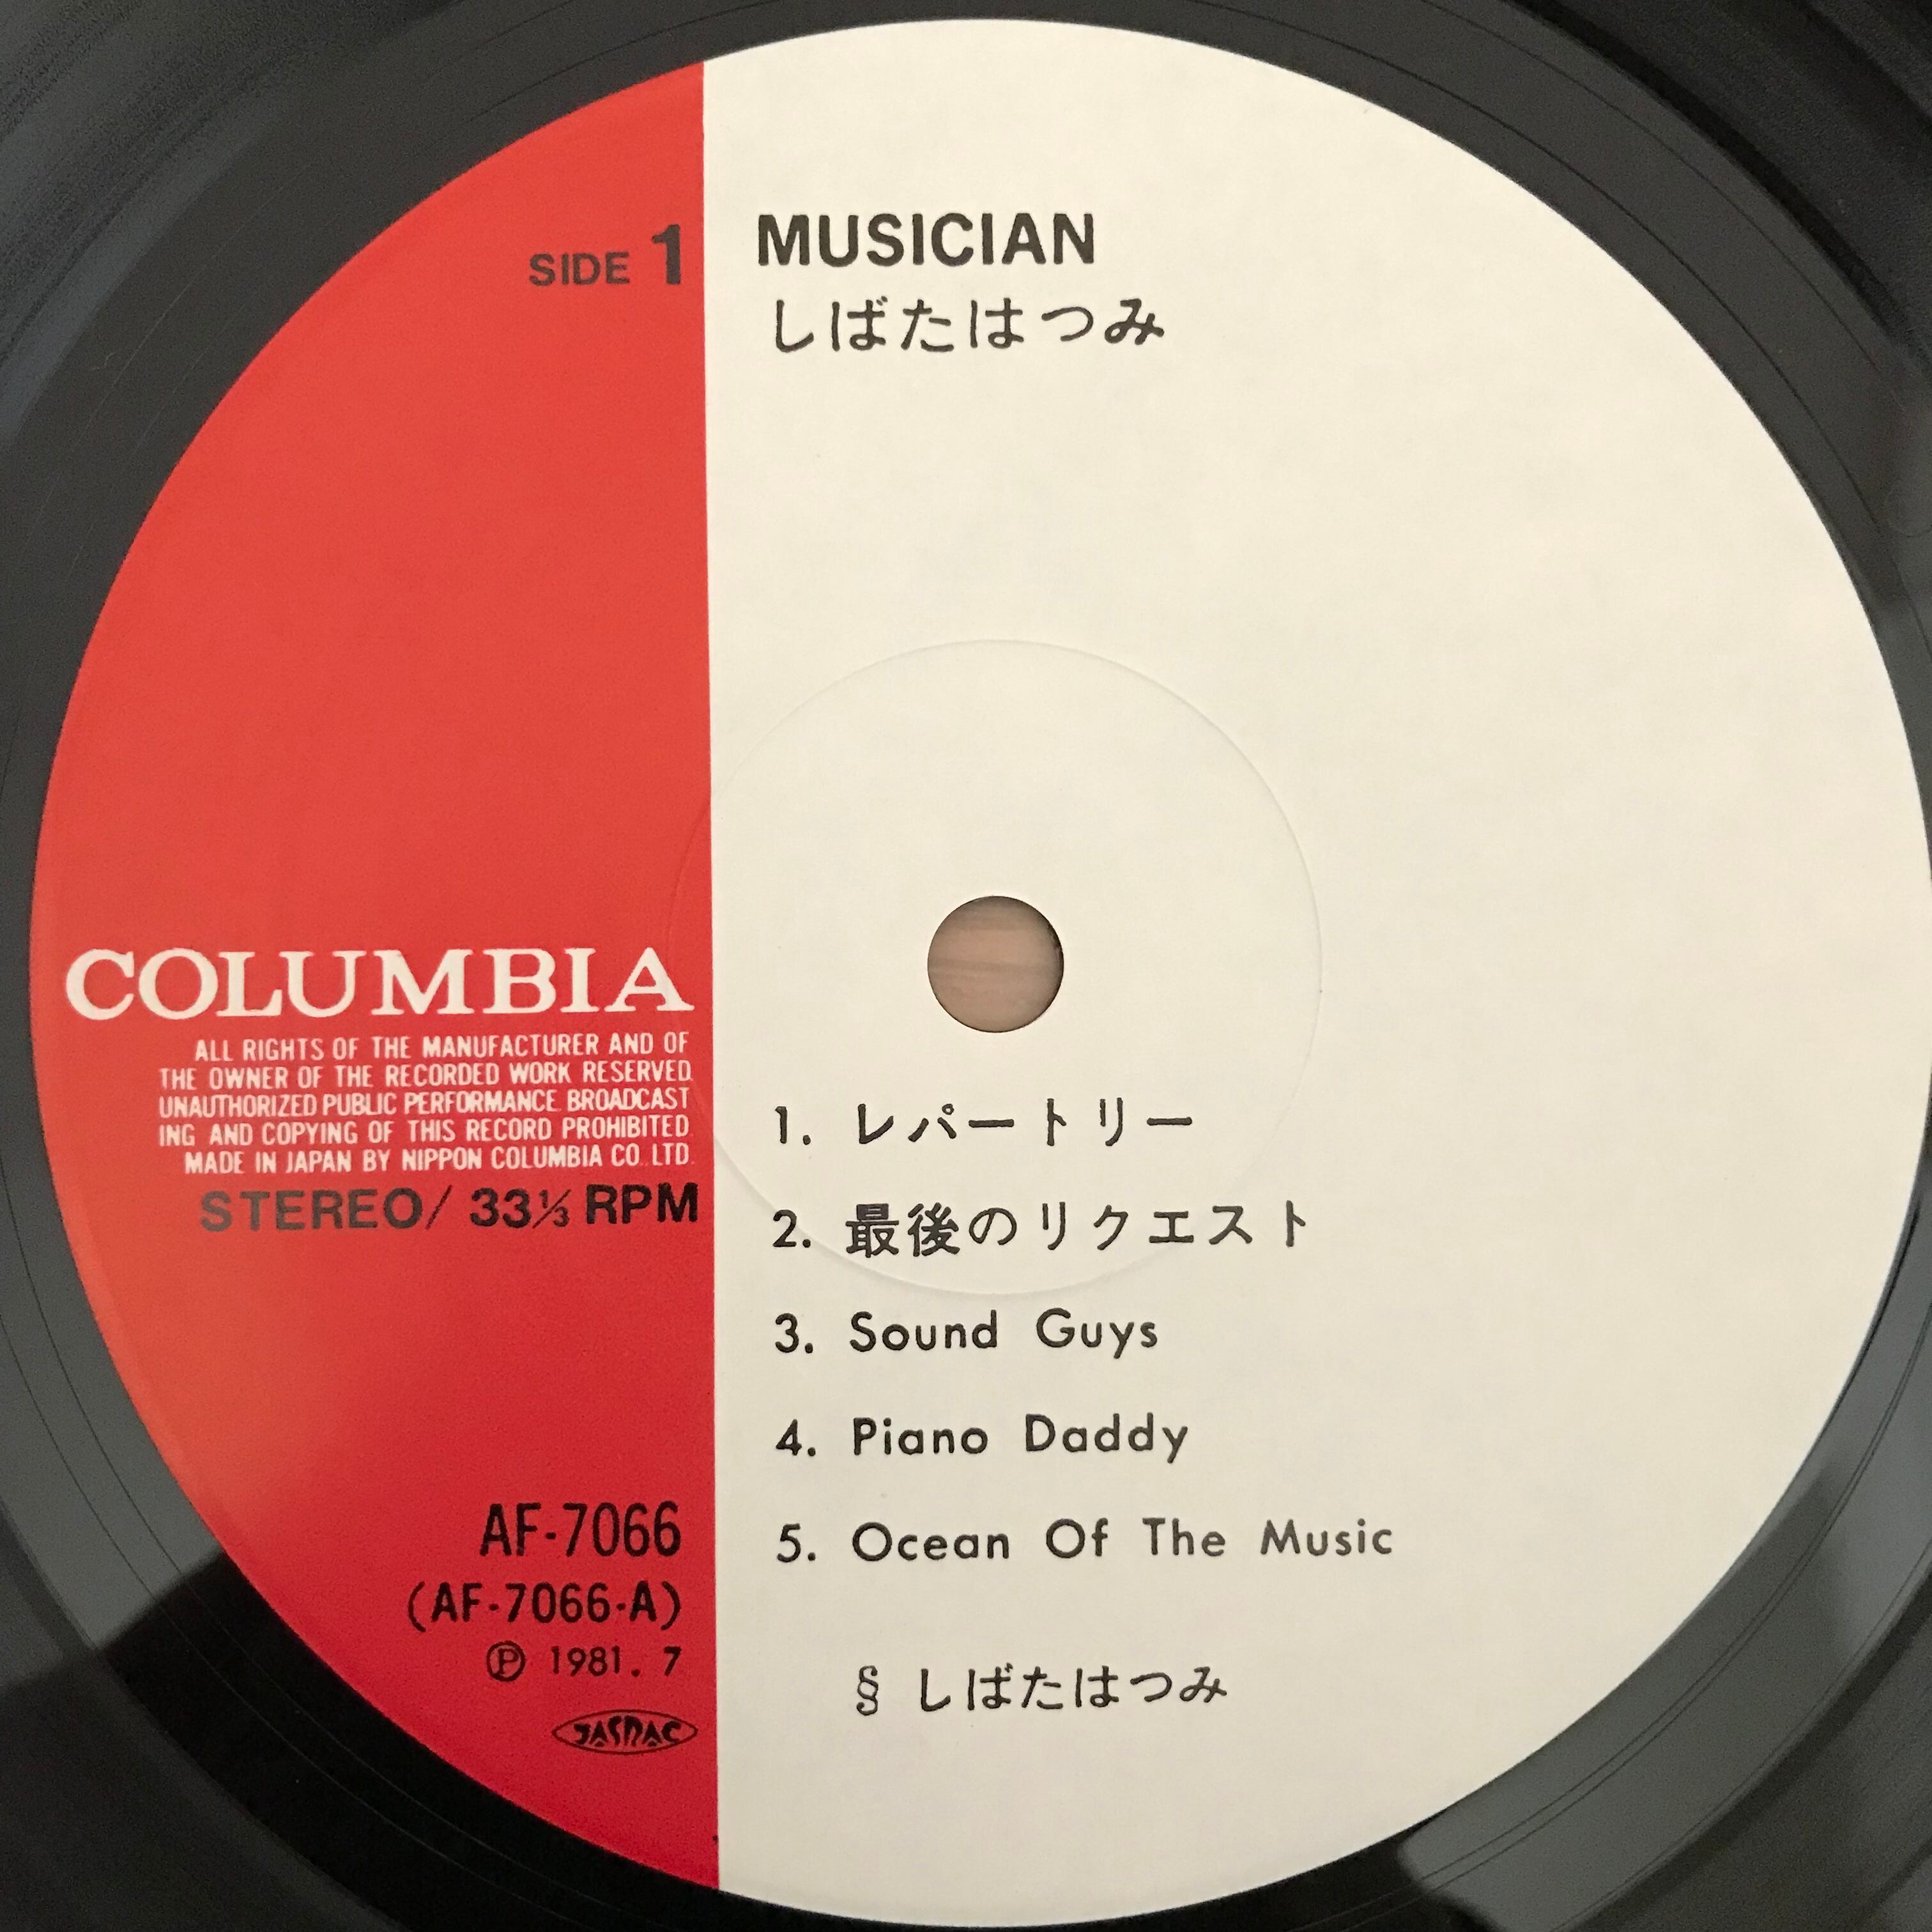 SIDE 1
MUSICIAN
しばたはつみ
COLUMBIA
ALL RIGHTS OF THE MANUFACTURER AND OF
THE OWNER OF THE RECORDED WORK RESERVED
UNAUTHORIZED PUBLIC PERFORMANCE BROADCAST
ING AND COPYING OF THIS RECORD PROHIBITED
MADE IN JAPAN BY NIPPON COLUMBIA CO. LTD.
STEREO/ 33⅓ RPM
AF-7066
(AF-7066-A)
Ⓟ 1981. 7
JASRAC
1. レパートリー
2. 最後のリクエスト
3. Sound Guys
4. Piano Daddy
5. Ocean Of The Music
§ しばたはつみ